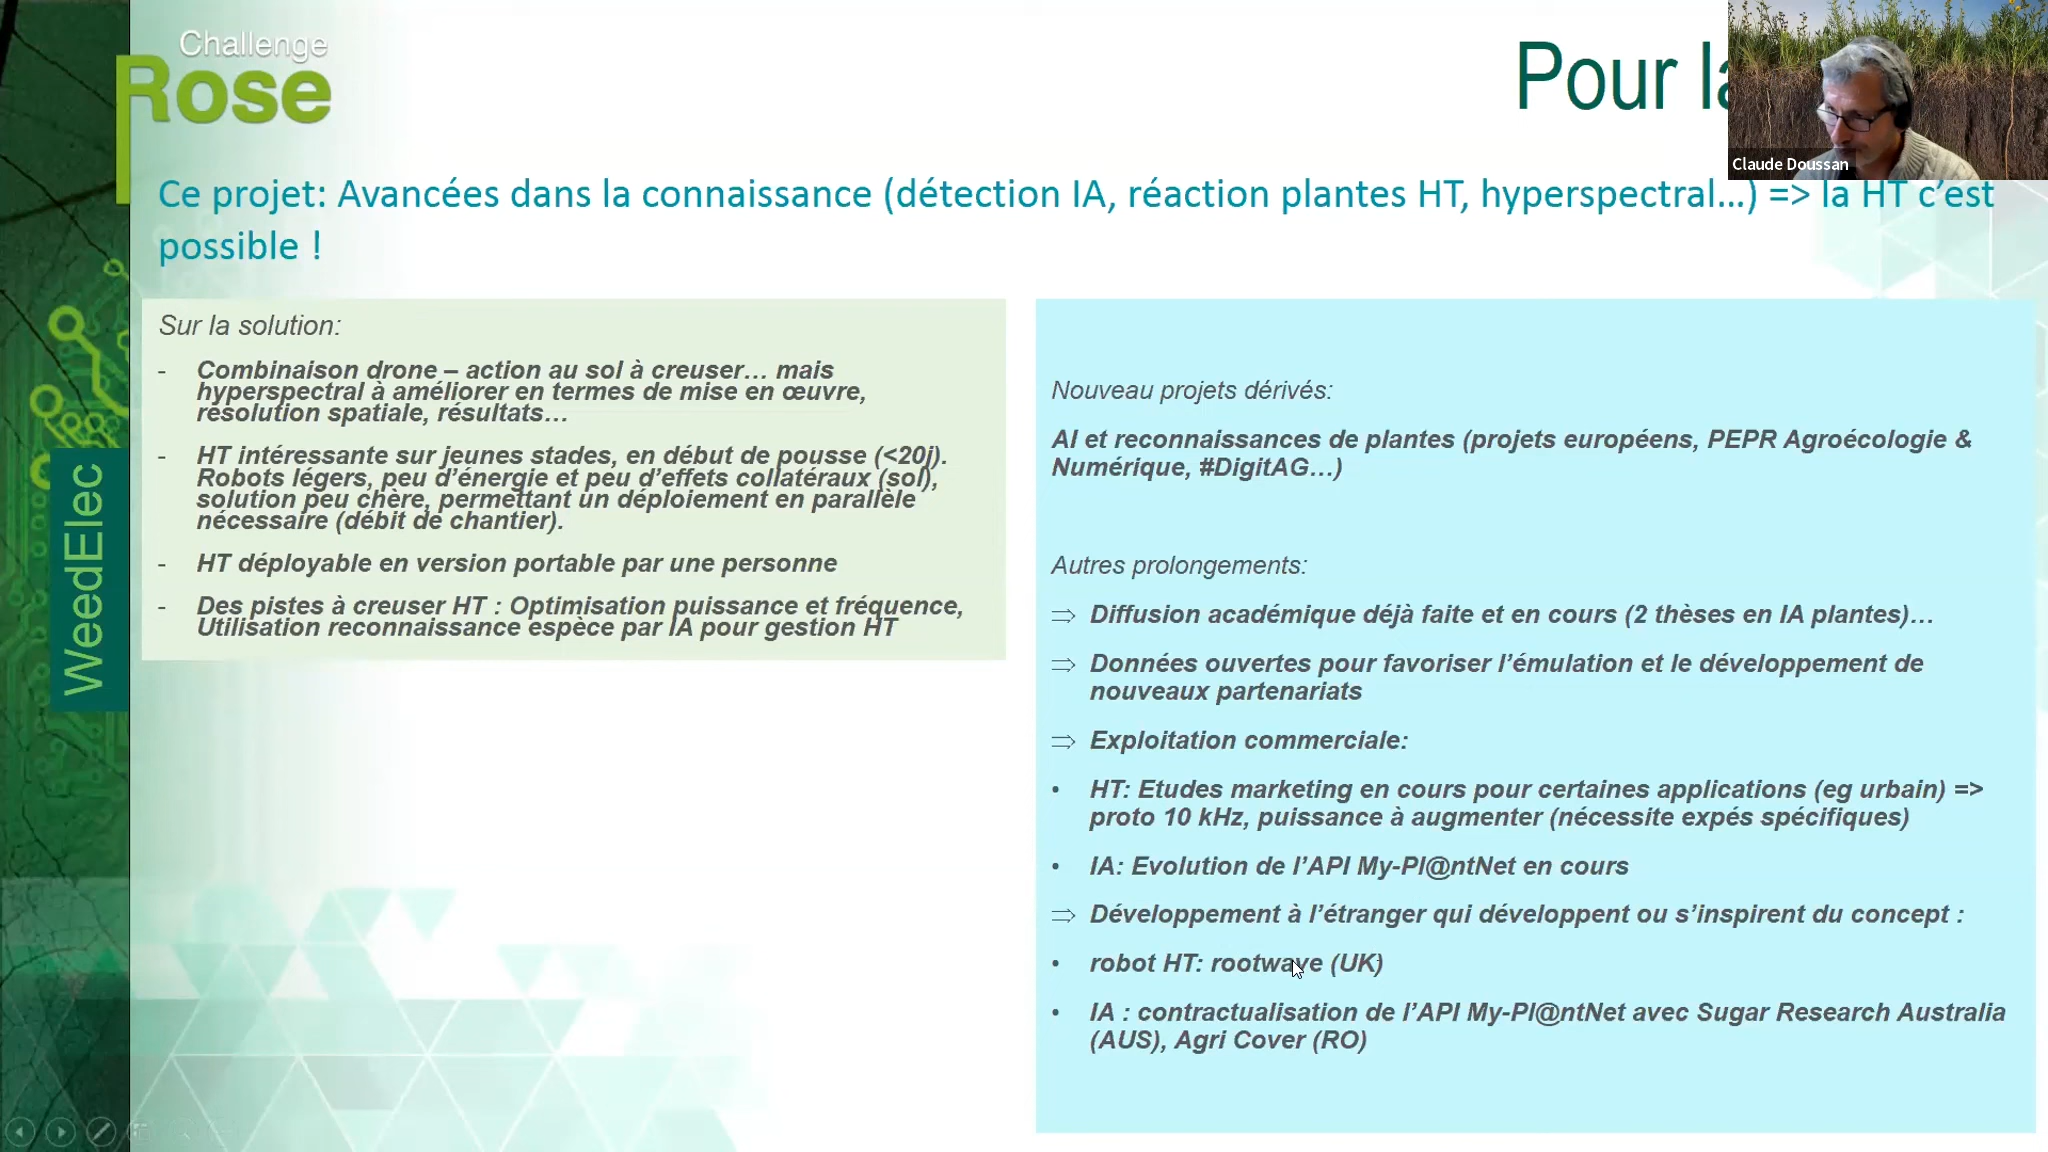 Challenge
Rose
Pour la
Claude Doussan
Ce projet: Avancées dans la connaissance (détection IA, réaction plantes HT, hyperspectral…) => la HT c’est
possible !
Sur la solution:
- Combinaison drone – action au sol à creuser… mais
hyperspectral à améliorer en termes de mise en œuvre,
résolution spatiale, résultats…
- HT intéressante sur jeunes stades, en début de pousse (<20j).
Robots légers, peu d’énergie et peu d’effets collatéraux (sol),
solution peu chère, permettant un déploiement en parallèle
nécessaire (débit de chantier).
- HT déployable en version portable par une personne
- Des pistes à creuser HT : Optimisation puissance et fréquence,
Utilisation reconnaissance espèce par IA pour gestion HT
WeedElec
Nouveau projets dérivés:
AI et reconnaissances de plantes (projets européens, PEPR Agroécologie &
Numérique, #DigitAG…)
Autres prolongements:
⇒ Diffusion académique déjà faite et en cours (2 thèses en IA plantes)…
⇒ Données ouvertes pour favoriser l’émulation et le développement de
nouveaux partenariats
⇒ Exploitation commerciale:
• HT: Etudes marketing en cours pour certaines applications (eg urbain) =>
proto 10 kHz, puissance à augmenter (nécessite expés spécifiques)
• IA: Evolution de l’API My-Pl@ntNet en cours
⇒ Développement à l’étranger qui développent ou s’inspirent du concept :
• robot HT: rootwave (UK)
• IA : contractualisation de l’API My-Pl@ntNet avec Sugar Research Australia
(AUS), Agri Cover (RO)